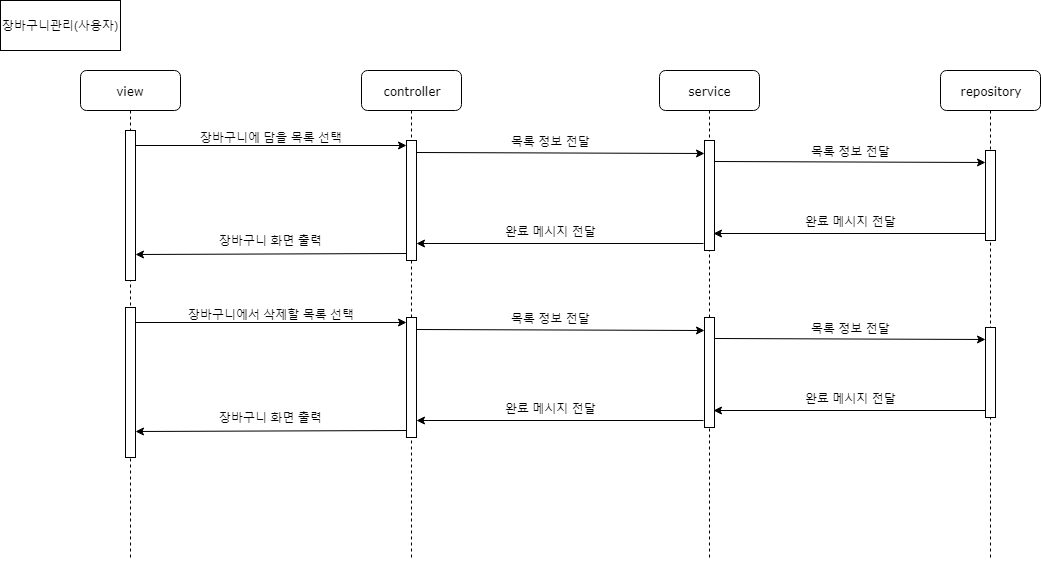 장바구니관리(사용자)
view
controller
service
repository
장바구니에 담을 목록 선택
목록 정보 전달
목록 정보 전달
완료 메시지 전달
완료 메시지 전달
장바구니 화면 출력
장바구니에서 삭제할 목록 선택
목록 정보 전달
목록 정보 전달
완료 메시지 전달
완료 메시지 전달
장바구니 화면 출력